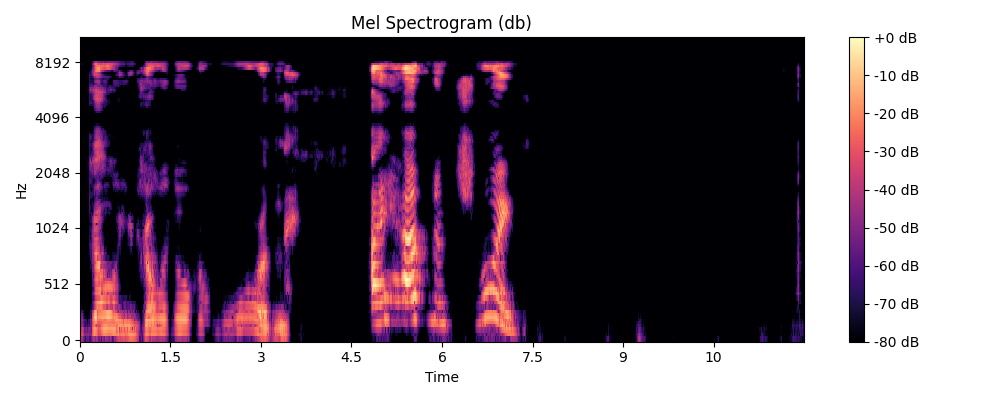 Mel Spectrogram (db)
8192
4096
2048
1024
512
0
Hz
0 1.5 3 4.5 6 7.5 9 10
Time
+0 dB
-10 dB
-20 dB
-30 dB
-40 dB
-50 dB
-60 dB
-70 dB
-80 dB